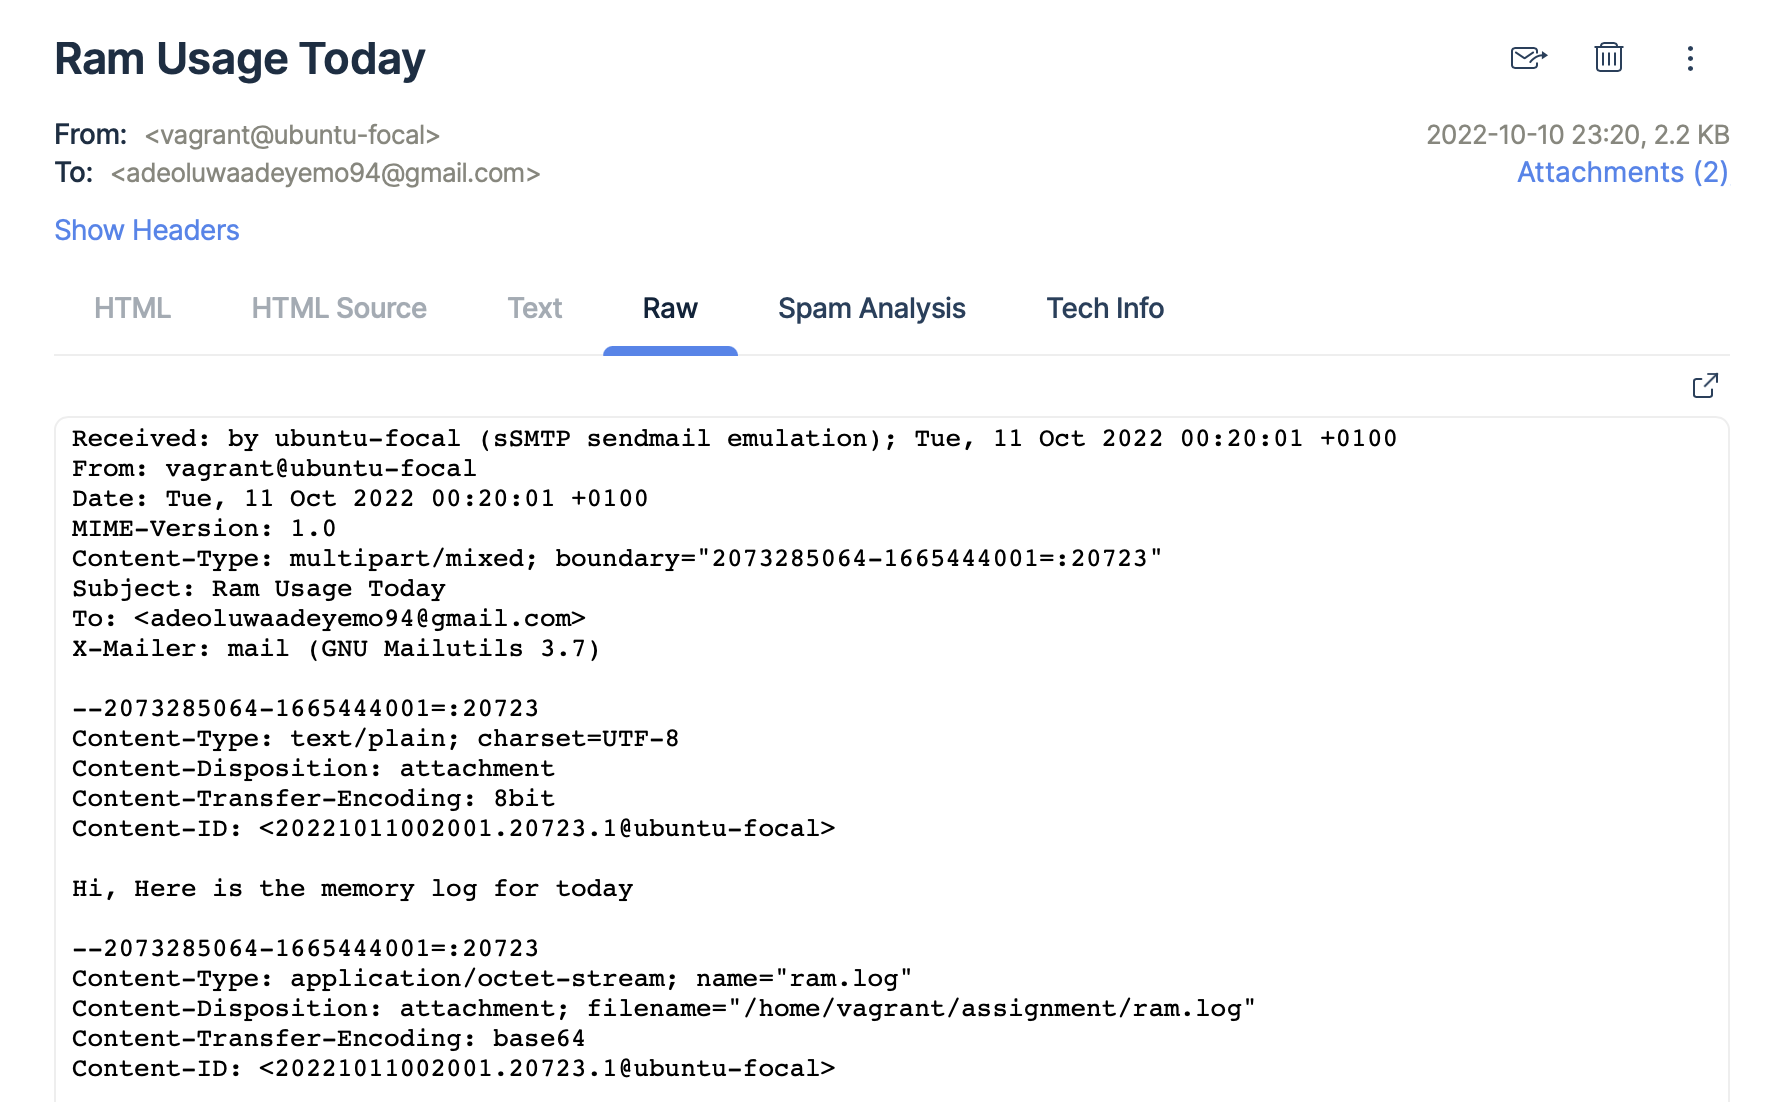 Ram Usage Today
From: <vagrant@ubuntu-focal>
2022-10-10 23:20, 2.2 KB
To: <adeoluwaadeyemo94@gmail.com>
Attachments (2)
Show Headers
HTML HTML Source Text Raw Spam Analysis Tech Info
Received: by ubuntu-focal (sSMTP sendmail emulation); Tue, 11 Oct 2022 00:20:01 +0100
From: vagrant@ubuntu-focal
Date: Tue, 11 Oct 2022 00:20:01 +0100
MIME-Version: 1.0
Content-Type: multipart/mixed; boundary="2073285064-1665444001=:20723"
Subject: Ram Usage Today
To: <adeoluwaadeyemo94@gmail.com>
X-Mailer: mail (GNU Mailutils 3.7)
--2073285064-1665444001=:20723
Content-Type: text/plain; charset=UTF-8
Content-Disposition: attachment
Content-Transfer-Encoding: 8bit
Content-ID: <20221011002001.20723.1@ubuntu-focal>
Hi, Here is the memory log for today
--2073285064-1665444001=:20723
Content-Type: application/octet-stream; name="ram.log"
Content-Disposition: attachment; filename="/home/vagrant/assignment/ram.log"
Content-Transfer-Encoding: base64
Content-ID: <20221011002001.20723.1@ubuntu-focal>